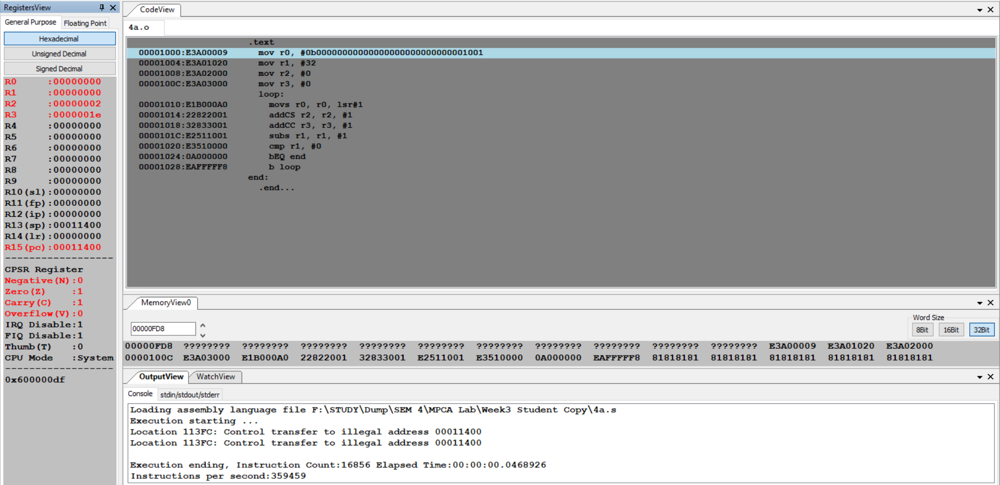 RegistersView
General Purpose Floating Point
Hexadecimal
Unsigned Decimal
Signed Decimal
R0 :00000000
R1 :00000000
R2 :00000002
R3 :0000001e
R4 :00000000
R5 :00000000
R6 :00000000
R7 :00000000
R8 :00000000
R9 :00000000
R10(sl):00000000
R11(fp):00000000
R12(ip):00000000
R13(sp):00011400
R14(lr):00000000
R15(pc):00011400
------------------
CPSR Register
Negative(N):0
Zero(Z) :1
Carry(C) :1
Overflow(V):0
IRQ Disable:1
FIQ Disable:1
Thumb(T) :0
CPU Mode :System
------------------
0x600000df
CodeView
4a.o
.text
00001000:E3A00009 mov r0, #0b00000000000000000000000000001001
00001004:E3A01020 mov r1, #32
00001008:E3A02000 mov r2, #0
0000100C:E3A03000 mov r3, #0
loop:
00001010:E1B000A0 movs r0, r0, lsr#1
00001014:22822001 addCS r2, r2, #1
00001018:32833001 addCC r3, r3, #1
0000101C:E2511001 subs r1, r1, #1
00001020:E3510000 cmp r1, #0
00001024:0A000000 bEQ end
00001028:EAFFFFF8 b loop
end:
.end...
MemoryView0
00000FD8
Word Size
8Bit 16Bit 32Bit
00000FD8 ???????? ???????? ???????? ???????? ???????? ???????? ???????? ???????? ???????? ???????? E3A00009 E3A01020 E3A02000
0000100C E3A03000 E1B000A0 22822001 32833001 E2511001 E3510000 0A000000 EAFFFFF8 81818181 81818181 81818181 81818181 81818181
OutputView WatchView
Console stdin/stdout/stderr
Loading assembly language file F:\STUDY\Dump\SEM 4\MPCA Lab\Week3 Student Copy\4a.s
Execution starting ...
Location 113FC: Control transfer to illegal address 00011400
Location 113FC: Control transfer to illegal address 00011400
Execution ending, Instruction Count:16856 Elapsed Time:00:00:00.0468926
Instructions per second:359459